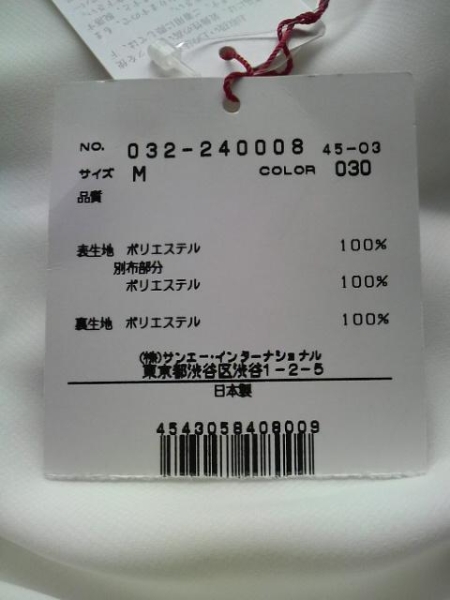 NO. 032-240008 45-03
サイズ M COLOR 030
品質
表生地 ポリエステル 100%
別布部分
ポリエステル 100%
裏生地 ポリエステル 100%
(株)サンエー・インターナショナル
東京都渋谷区渋谷1-2-5
日本製
4543058408009